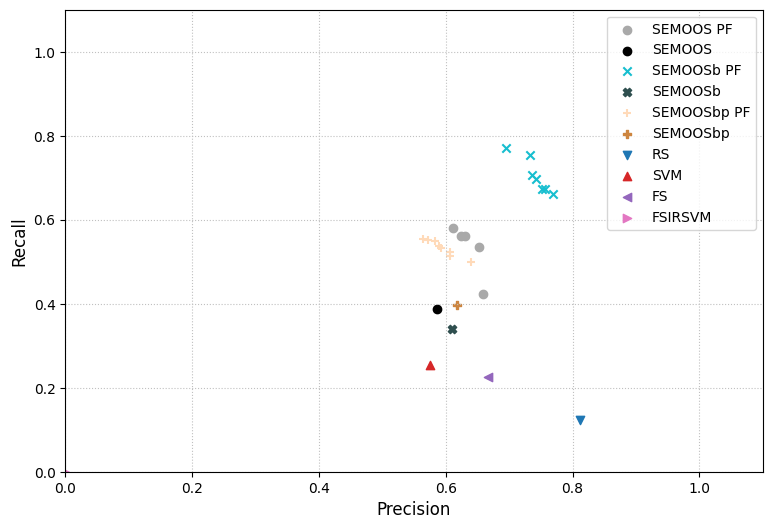 1.0
0.8
0.6
0.4
0.2
0.0
Recall
0.0 0.2 0.4 0.6 0.8 1.0
Precision
SEMOOS PF
SEMOOS
SEMOOSb PF
SEMOOSb
SEMOOSbp PF
SEMOOSbp
RS
SVM
FS
FSIRSVM